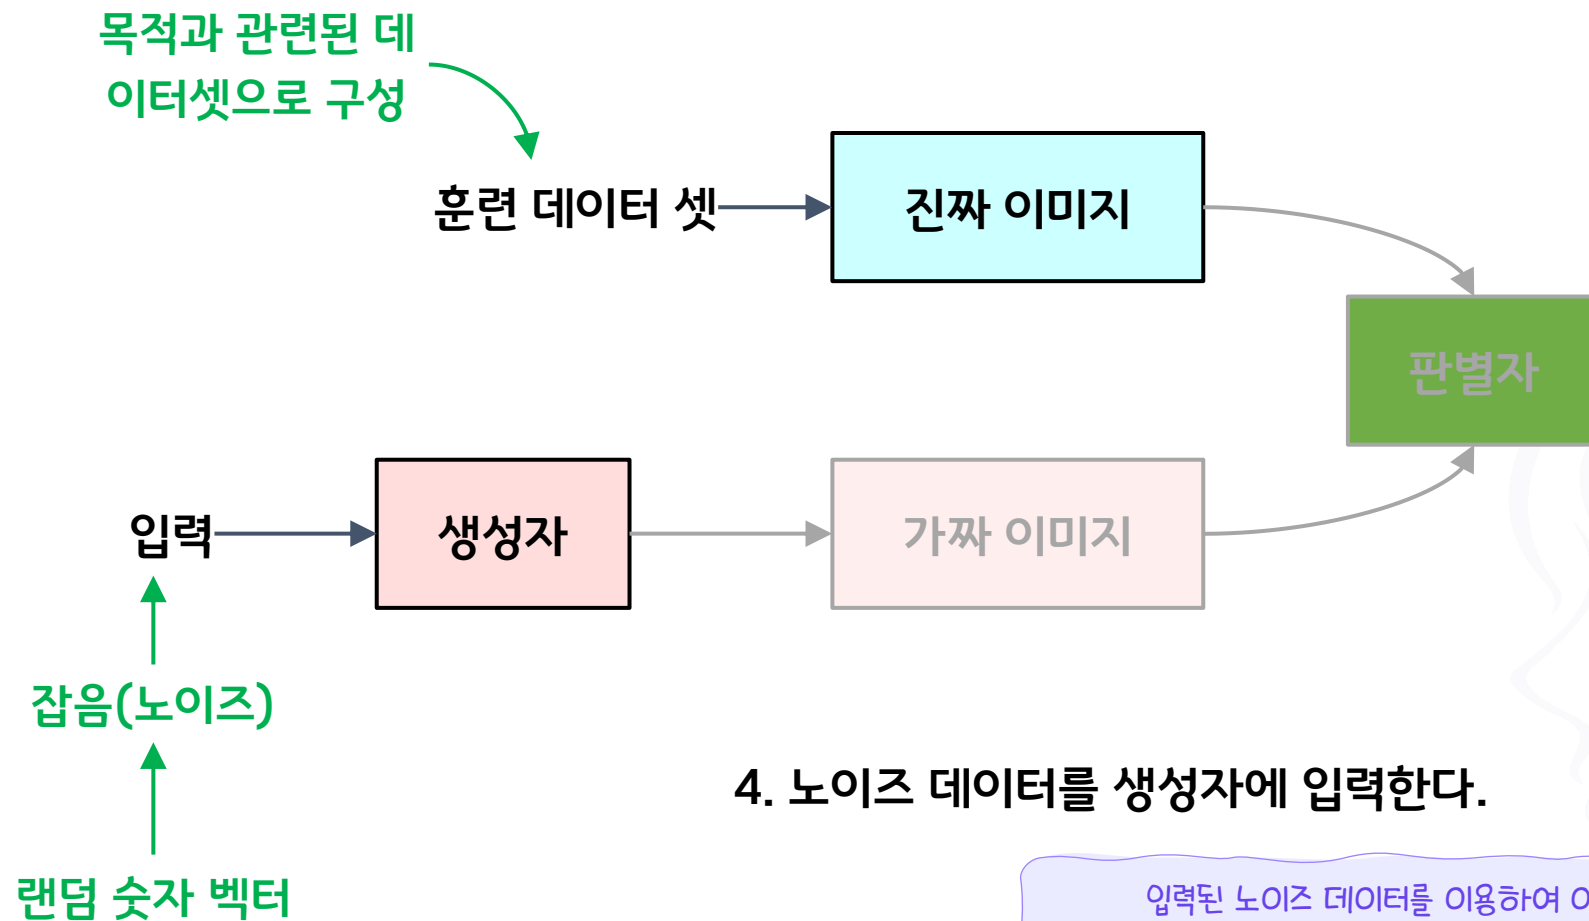 목적과 관련된 데
이터셋으로 구성
훈련 데이터 셋
진짜 이미지
판별자
입력
생성자
가짜 이미지
잡음(노이즈)
4. 노이즈 데이터를 생성자에 입력한다.
랜덤 숫자 벡터
입력된 노이즈 데이터를 이용하여